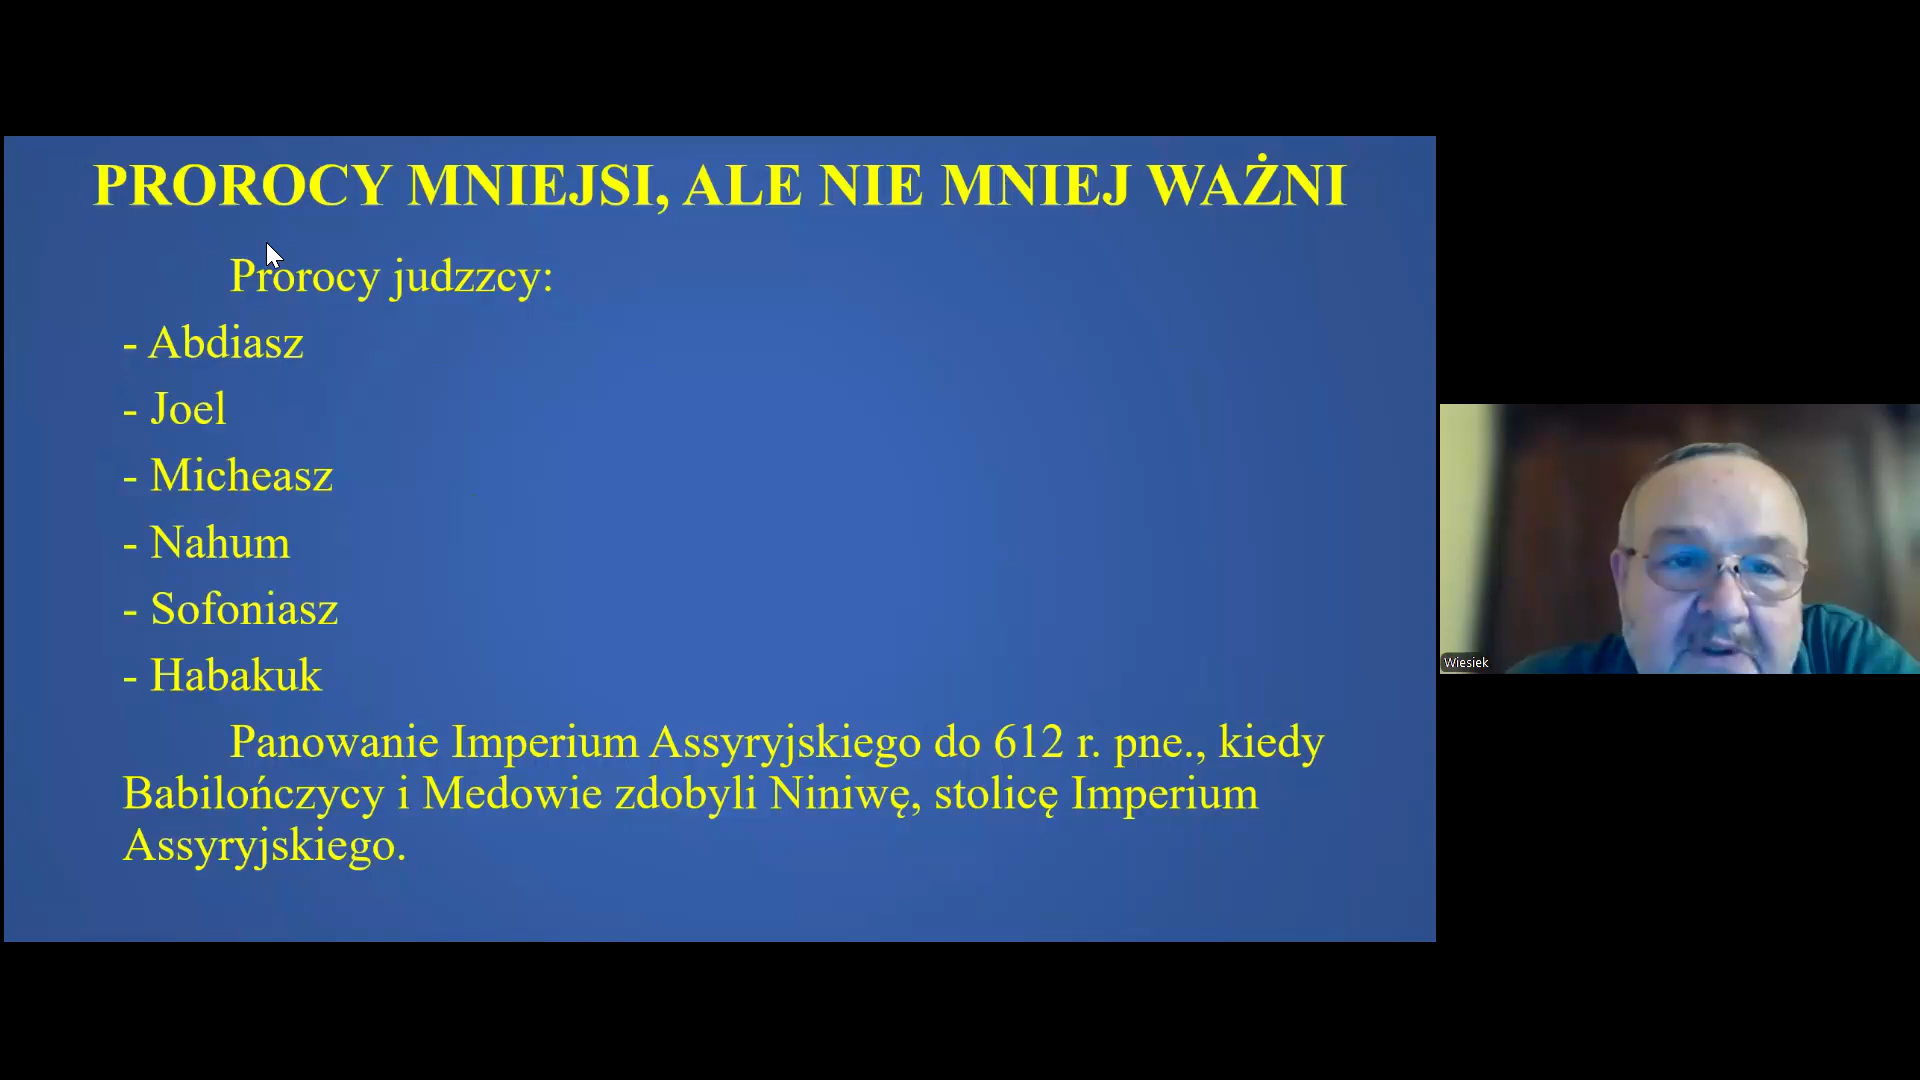 PROROCY MNIEJSI, ALE NIE MNIEJ WAŻNI
Prorocy judzzcy:
- Abdiasz
- Joel
- Micheasz
- Nahum
- Sofoniasz
- Habakuk
Panowanie Imperium Assyryjskiego do 612 r. pne., kiedy
Babilończycy i Medowie zdobyli Niniwę, stolicę Imperium
Assyryjskiego.
Wiesiek